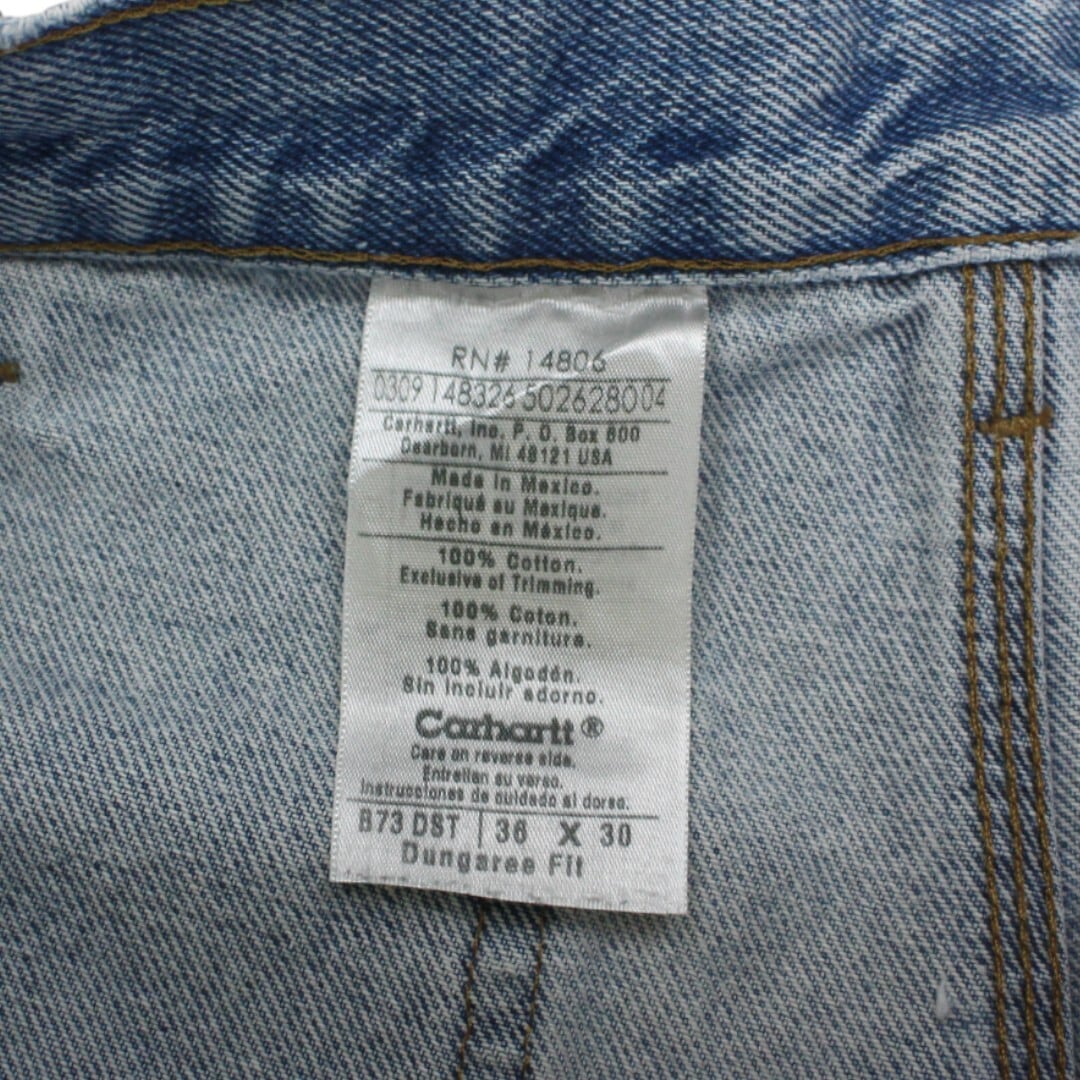 RN# 14806
0309 148326 502628004
Carhartt, Inc. P. O. Box 600
Dearborn, MI 48121 USA
Made in Mexico.
Fabriqué au Mexique.
Hecho en México.
100% Cotton.
Exclusive of Trimming.
100% Coton.
Sans garniture.
100% Algodón.
Sin incluir adorno.
Carhartt®
Care on reverse side.
Entretien au verso.
Instrucciones de cuidado al dorso.
B73 DST | 36 X 30
Dungaree Fit